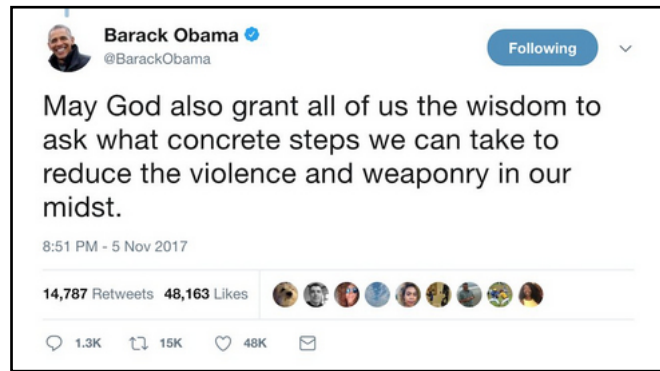 Barack Obama
@BarackObama
Following
May God also grant all of us the wisdom to
ask what concrete steps we can take to
reduce the violence and weaponry in our
midst.
8:51 PM - 5 Nov 2017
14,787 Retweets 48,163 Likes
1.3K 15K 48K